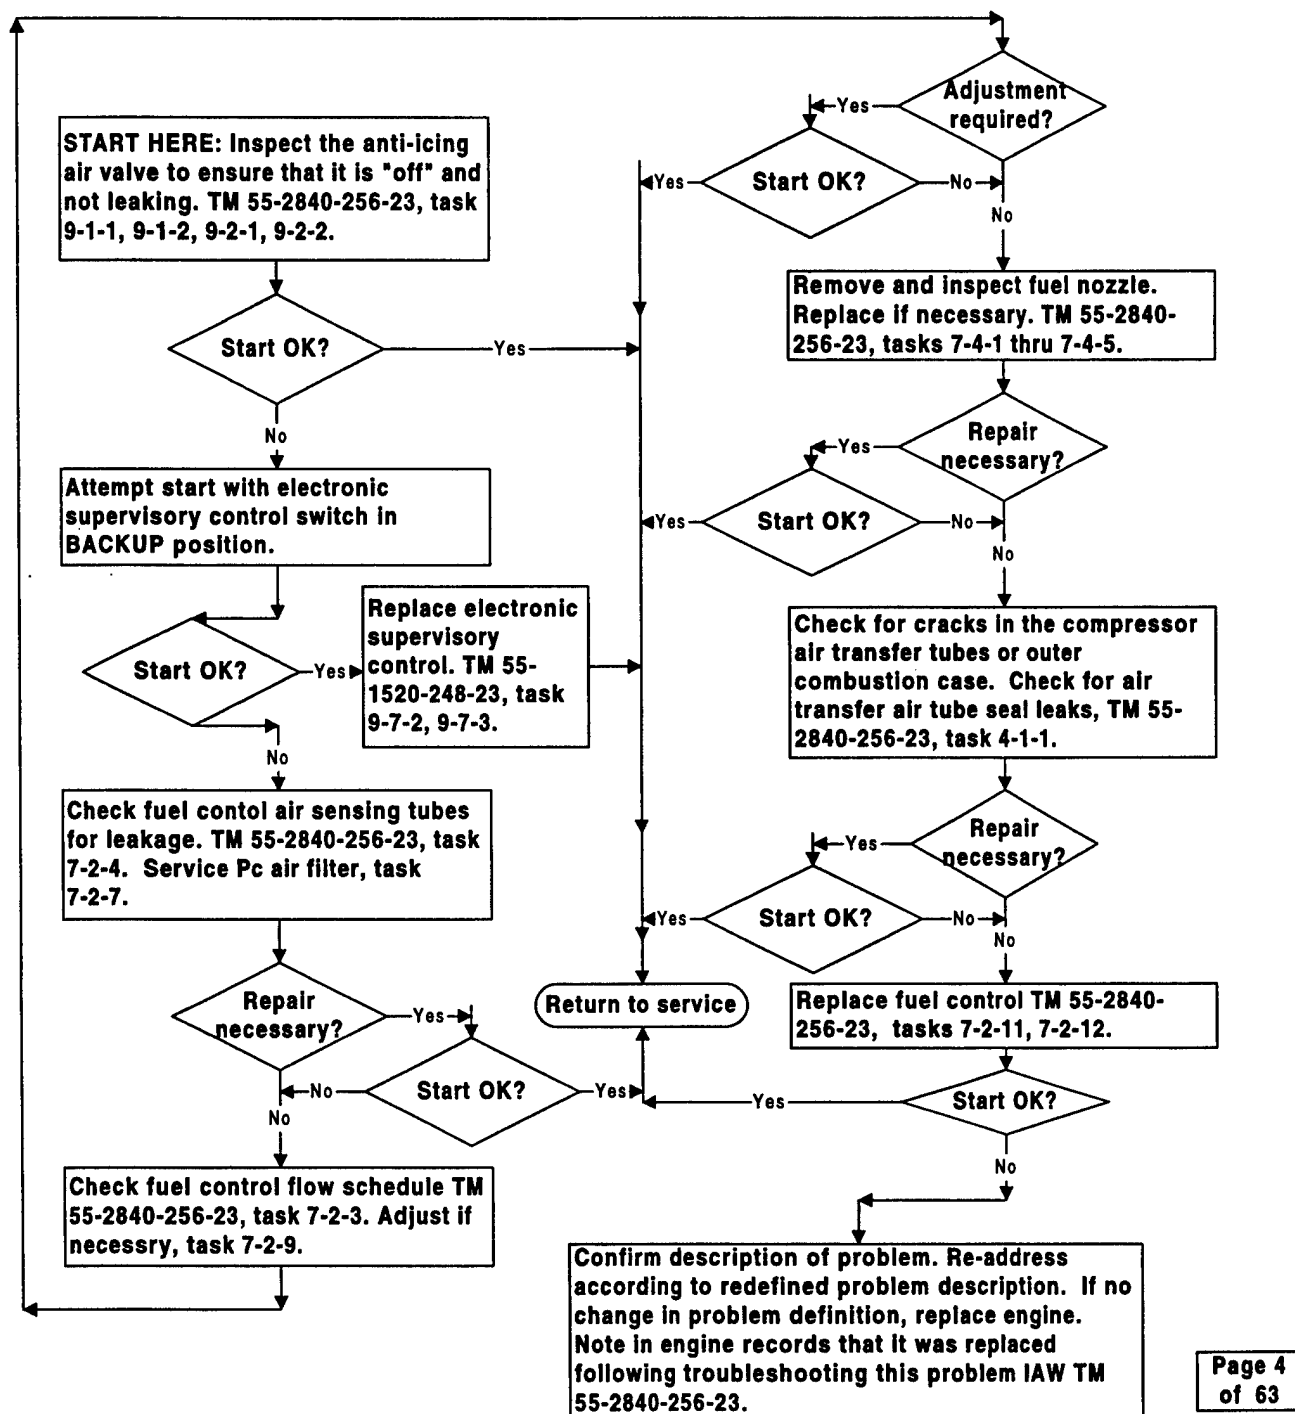 START HERE: Inspect the anti-icing
air valve to ensure that it is "off" and
not leaking. TM 55-2840-256-23, task
9-1-1, 9-1-2, 9-2-1, 9-2-2.
Start OK?
Yes
No
Attempt start with electronic
supervisory control switch in
BACKUP position.
Start OK?
Yes
Replace electronic
supervisory
control. TM 55-
1520-248-23, task
9-7-2, 9-7-3.
No
Check fuel contol air sensing tubes
for leakage. TM 55-2840-256-23, task
7-2-4. Service Pc air filter, task
7-2-7.
Repair
necessary?
Yes
Start OK?
No
Yes
No
Check fuel control flow schedule TM
55-2840-256-23, task 7-2-3. Adjust if
necessry, task 7-2-9.
Adjustment
required?
Yes
Start OK?
Yes
No
No
Remove and inspect fuel nozzle.
Replace if necessary. TM 55-2840-
256-23, tasks 7-4-1 thru 7-4-5.
Repair
necessary?
Yes
Start OK?
Yes
No
No
Check for cracks in the compressor
air transfer tubes or outer
combustion case. Check for air
transfer air tube seal leaks, TM 55-
2840-256-23, task 4-1-1.
Repair
necessary?
Yes
Start OK?
Yes
No
No
Return to service
Replace fuel control TM 55-2840-
256-23, tasks 7-2-11, 7-2-12.
Start OK?
Yes
No
Confirm description of problem. Re-address
according to redefined problem description. If no
change in problem definition, replace engine.
Note in engine records that it was replaced
following troubleshooting this problem IAW TM
55-2840-256-23.
Page 4
of 63